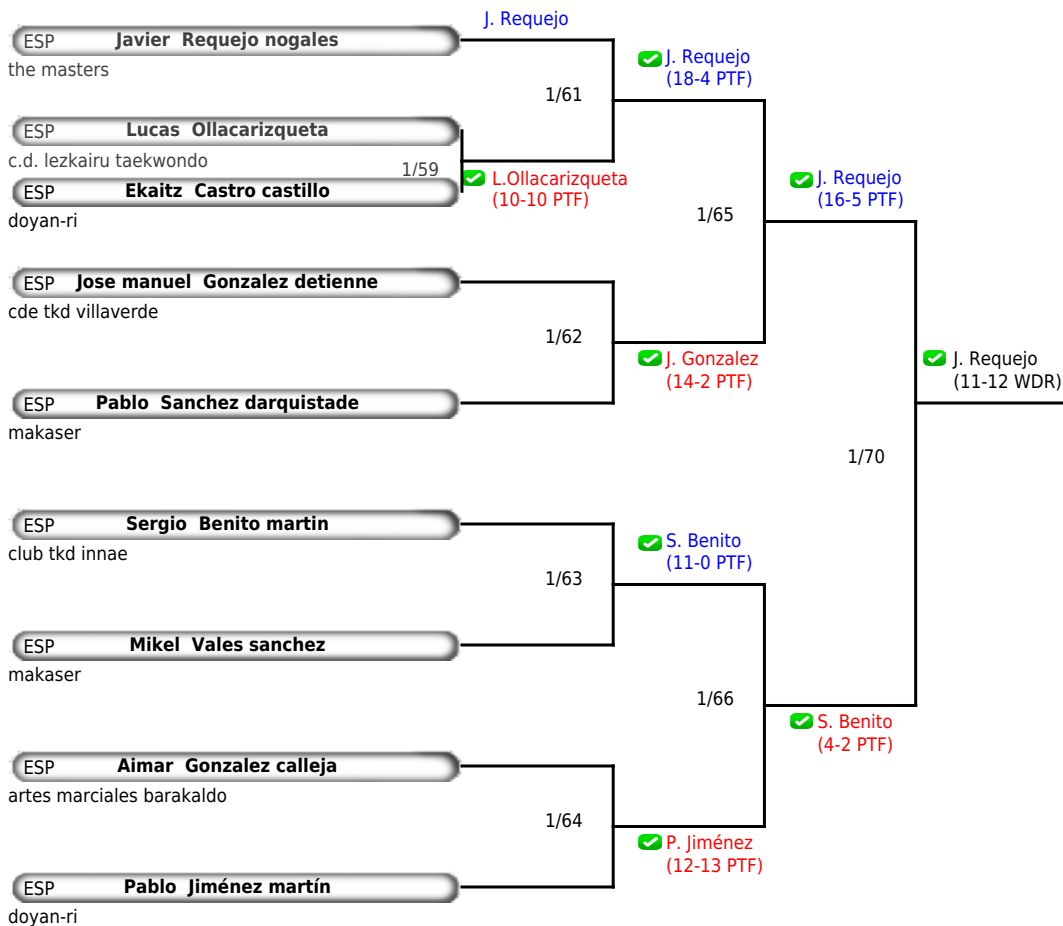 J. Requejo
ESP Javier Requejo nogales
the masters
J. Requejo
(18-4 PTF)
1/61
ESP Lucas Ollacarizqueta
c.d. lezkairu taekwondo
1/59
L.Ollacarizqueta
(10-10 PTF)
ESP Ekaitz Castro castillo
doyan-ri
J. Requejo
(16-5 PTF)
1/65
ESP Jose manuel Gonzalez detienne
cde tkd villaverde
1/62
J. Gonzalez
(14-2 PTF)
J. Requejo
(11-12 WDR)
ESP Pablo Sanchez darquistade
makaser
1/70
ESP Sergio Benito martin
club tkd innae
S. Benito
(11-0 PTF)
1/63
ESP Mikel Vales sanchez
makaser
1/66
S. Benito
(4-2 PTF)
ESP Aimar Gonzalez calleja
artes marciales barakaldo
1/64
P. Jiménez
(12-13 PTF)
ESP Pablo Jiménez martín
doyan-ri